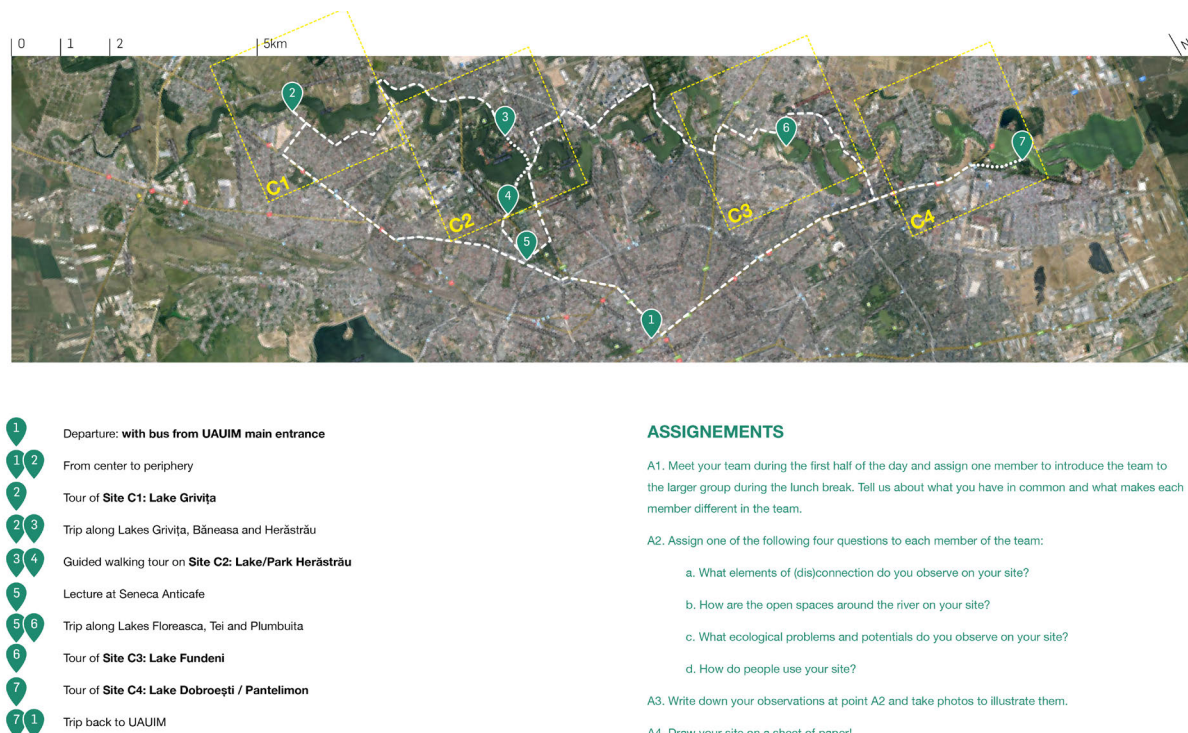 0 1 2 5km N
2
3
6
7
C1
4
C3
C2
C4
5
1
1 Departure: with bus from UAUIM main entrance
1 2 From center to periphery
2 Tour of Site C1: Lake Grivița
2 3 Trip along Lakes Grivița, Băneasa and Herăstrău
3 4 Guided walking tour on Site C2: Lake/Park Herăstrău
5 Lecture at Seneca Anticafe
5 6 Trip along Lakes Floreasca, Tei and Plumbuita
6 Tour of Site C3: Lake Fundeni
7 Tour of Site C4: Lake Dobroești / Pantelimon
7 1 Trip back to UAUIM
ASSIGNEMENTS
A1. Meet your team during the first half of the day and assign one member to introduce the team to
the larger group during the lunch break. Tell us about what you have in common and what makes each
member different in the team.
A2. Assign one of the following four questions to each member of the team:
a. What elements of (dis)connection do you observe on your site?
b. How are the open spaces around the river on your site?
c. What ecological problems and potentials do you observe on your site?
d. How do people use your site?
A3. Write down your observations at point A2 and take photos to illustrate them.
A4. Draw your site on a sheet of paper!